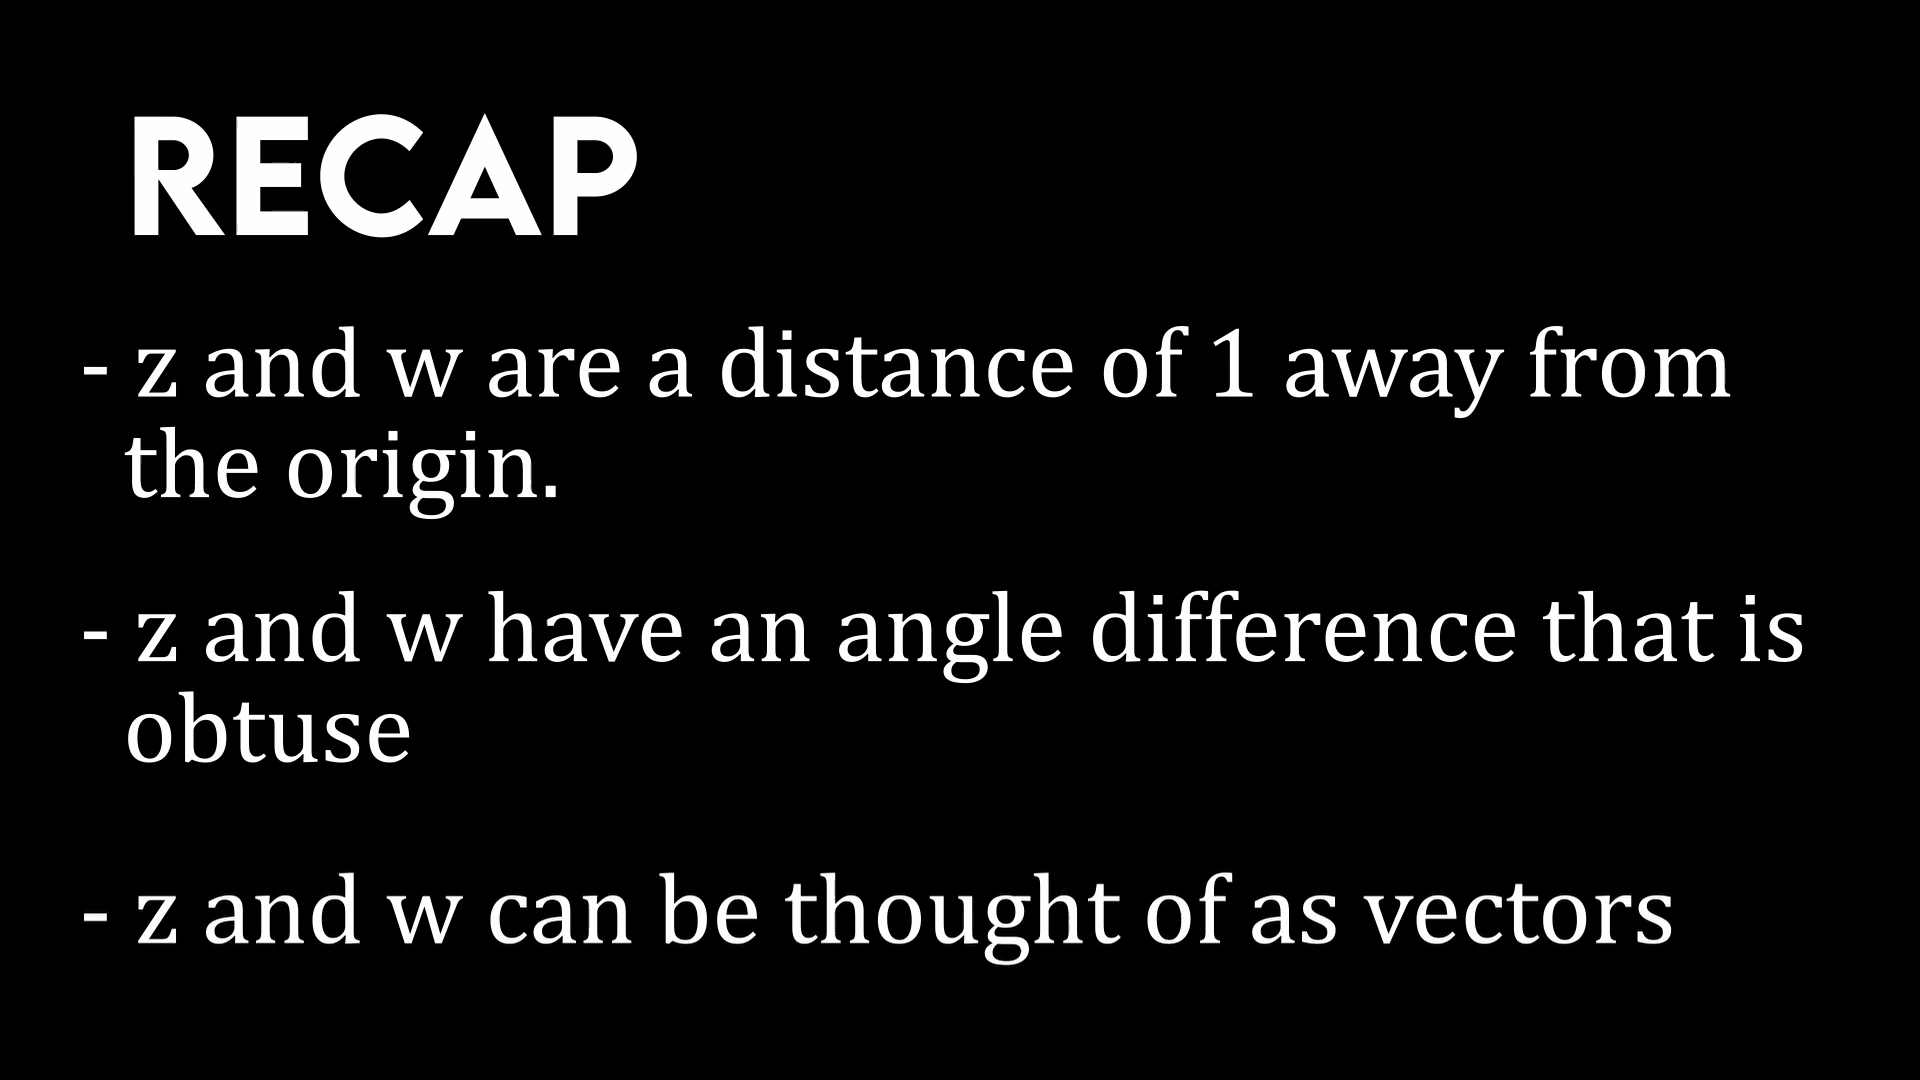 RECAP
- z and w are a distance of 1 away from
the origin.
- z and w have an angle difference that is
obtuse
- z and w can be thought of as vectors